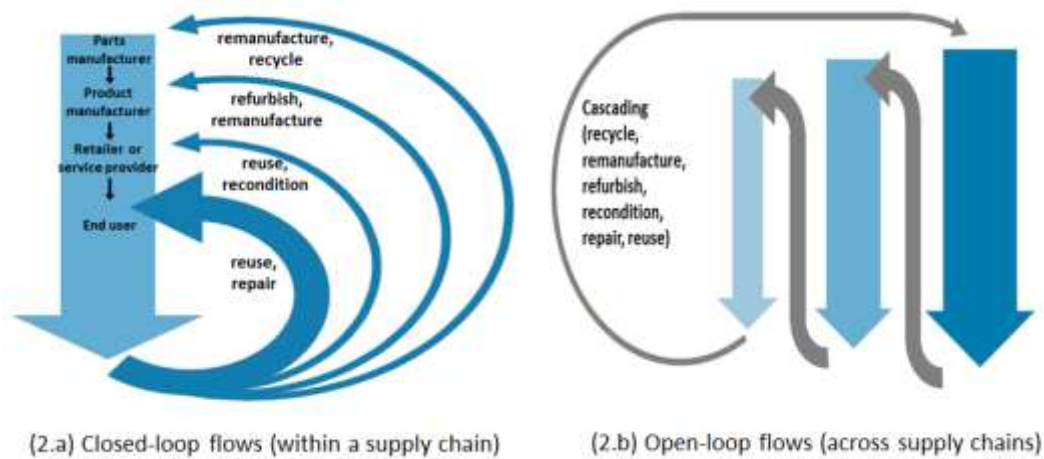 Parts
manufacturer
Product
manufacturer
Retailer or
service provider
End user
remanufacture,
recycle
refurbish,
remanufacture
reuse,
recondition
reuse,
repair
(2.a) Closed-loop flows (within a supply chain)
Cascading
(recycle,
remanufacture,
refurbish,
recondition,
repair, reuse)
(2.b) Open-loop flows (across supply chains)